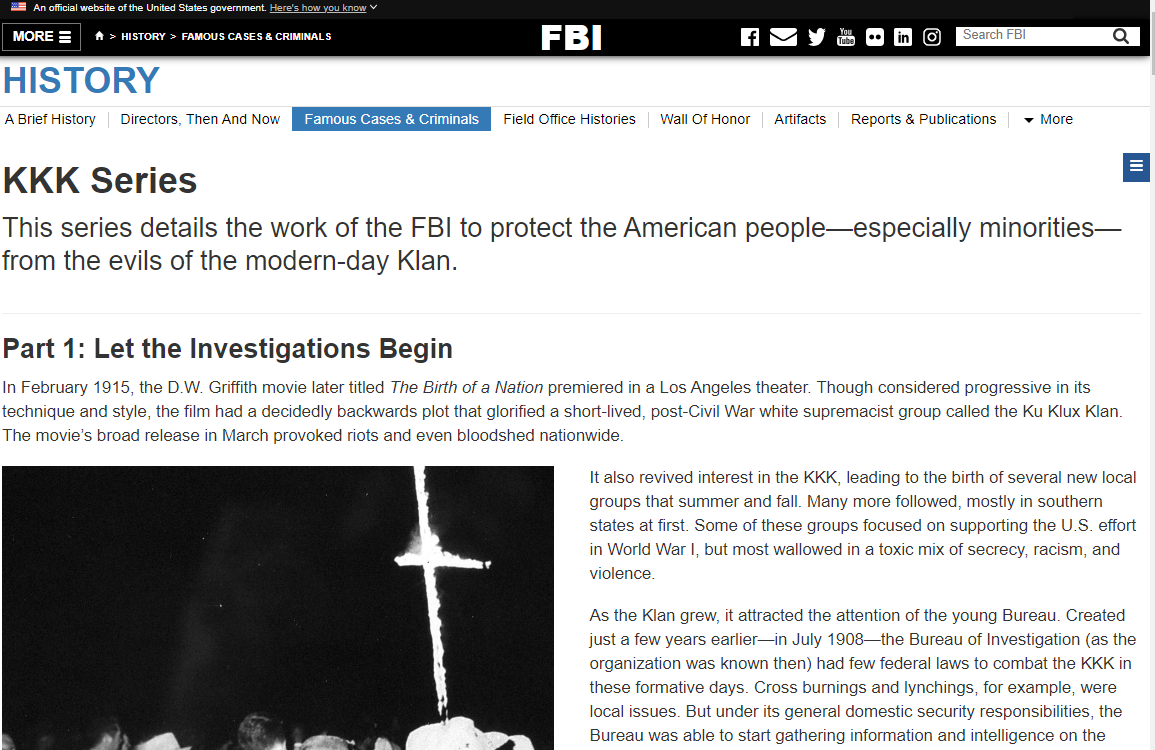 An official website of the United States government. Here's how you know
MORE
> HISTORY > FAMOUS CASES & CRIMINALS
FBI
You
Tube
in
Search FBI
HISTORY
A Brief History
Directors, Then And Now
Famous Cases & Criminals
Field Office Histories
Wall Of Honor
Artifacts
Reports & Publications
More
KKK Series
This series details the work of the FBI to protect the American people—especially minorities—
from the evils of the modern-day Klan.
Part 1: Let the Investigations Begin
In February 1915, the D.W. Griffith movie later titled The Birth of a Nation premiered in a Los Angeles theater. Though considered progressive in its
technique and style, the film had a decidedly backwards plot that glorified a short-lived, post-Civil War white supremacist group called the Ku Klux Klan.
The movie’s broad release in March provoked riots and even bloodshed nationwide.
It also revived interest in the KKK, leading to the birth of several new local
groups that summer and fall. Many more followed, mostly in southern
states at first. Some of these groups focused on supporting the U.S. effort
in World War I, but most wallowed in a toxic mix of secrecy, racism, and
violence.
As the Klan grew, it attracted the attention of the young Bureau. Created
just a few years earlier—in July 1908—the Bureau of Investigation (as the
organization was known then) had few federal laws to combat the KKK in
these formative days. Cross burnings and lynchings, for example, were
local issues. But under its general domestic security responsibilities, the
Bureau was able to start gathering information and intelligence on the